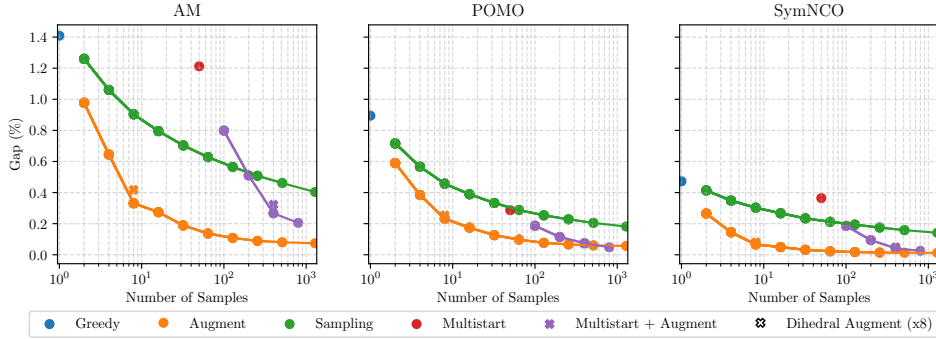 AM
POMO
SymNCO
Gap (%)
1.4
1.2
1.0
0.8
0.6
0.4
0.2
0.0
10^0
10^1
10^2
10^3
10^0
10^1
10^2
10^3
10^0
10^1
10^2
10^3
Number of Samples
Number of Samples
Number of Samples
Greedy
Augment
Sampling
Multistart
Multistart + Augment
Dihedral Augment (x8)